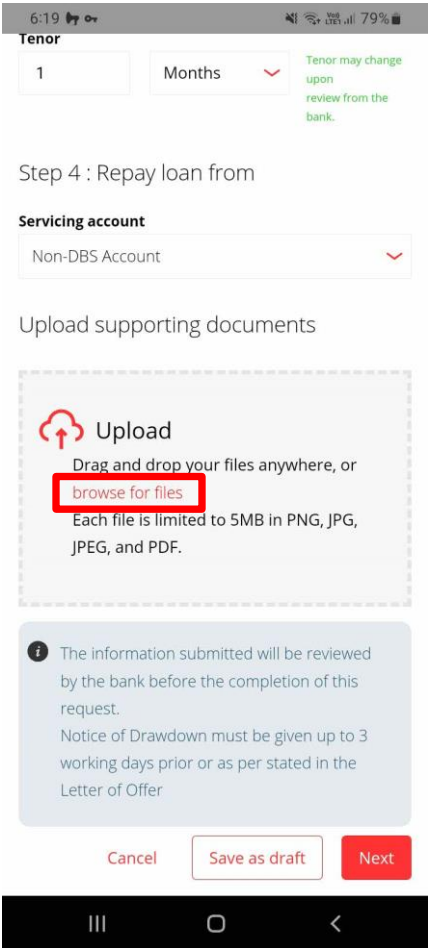 6:19 79%
Tenor
1 Months
Tenor may change
upon
review from the
bank.
Step 4 : Repay loan from
Servicing account
Non-DBS Account
Upload supporting documents
Upload
Drag and drop your files anywhere, or
browse for files
Each file is limited to 5MB in PNG, JPG,
JPEG, and PDF.
The information submitted will be reviewed
by the bank before the completion of this
request.
Notice of Drawdown must be given up to 3
working days prior or as per stated in the
Letter of Offer
Cancel Save as draft Next